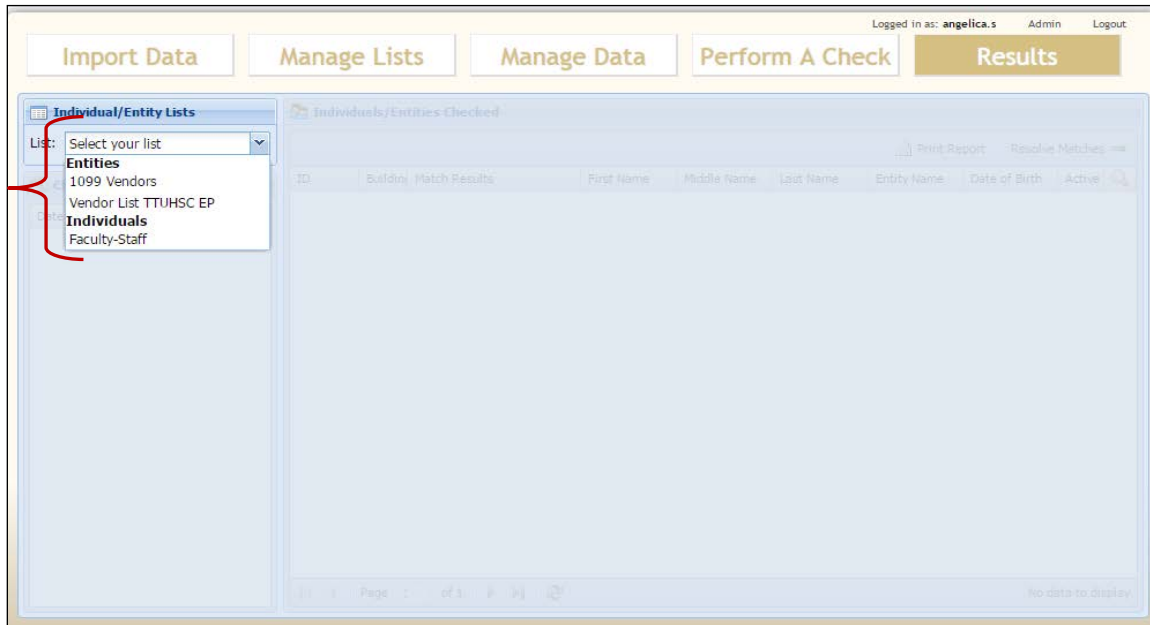 Logged in as: angelica.s Admin Logout
Import Data Manage Lists Manage Data Perform A Check Results
Individual/Entity Lists Individuals/Entities Checked
List: Select your list
Print Report Resolve Matches
Entities
1099 Vendors
ID Building Match Results First Name Middle Name Last Name Entity Name Date of Birth Active
Vendor List TTUHSC EP
Date
Individuals
Faculty-Staff
Page 1 of 1 No data to display